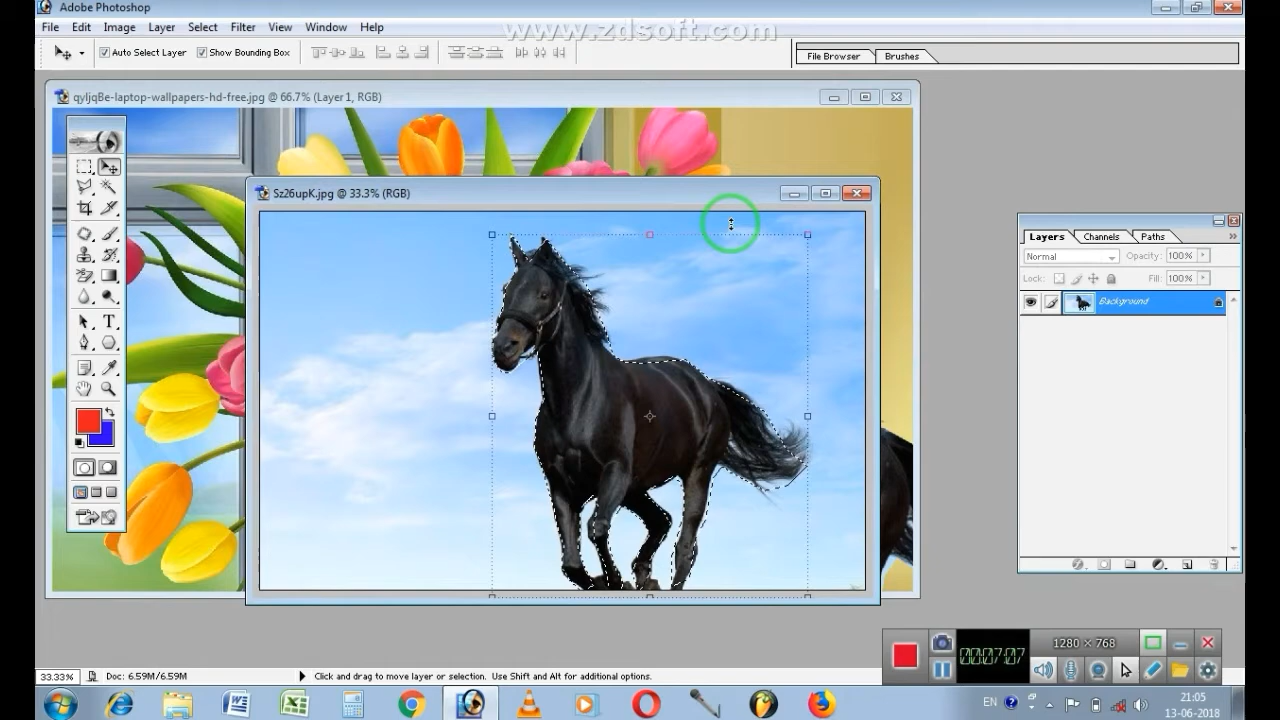 Adobe Photoshop
www.zdsoft.com
File Edit Image Layer Select Filter View Window Help
Auto Select Layer Show Bounding Box
File Browser Brushes
qyljqBe-laptop-wallpapers-hd-free.jpg @ 66.7% (Layer 1, RGB)
Sz26upK.jpg @ 33.3% (RGB)
Layers Channels Paths
Normal Opacity: 100%
Lock: Fill: 100%
Background
T
1280 × 768
00:07:07
33.33% Doc: 6.59M/6.59M Click and drag to move layer or selection. Use Shift and Alt for additional options.
EN
21:05
13-06-2018